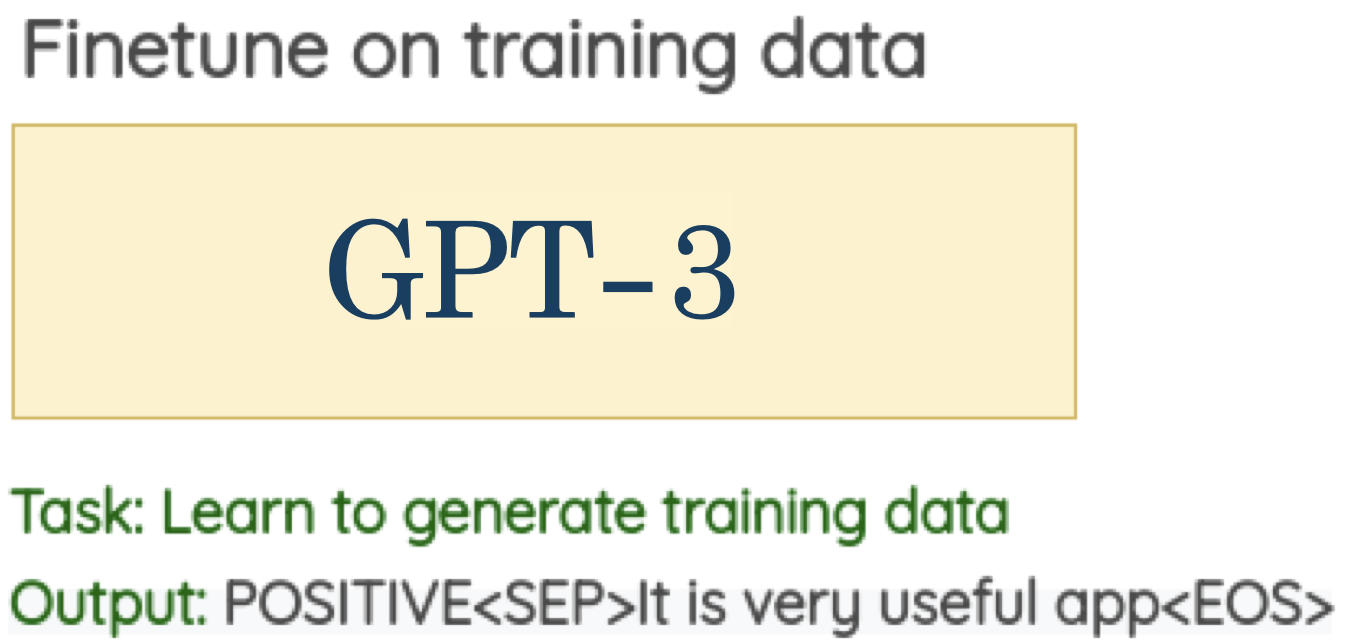 Finetune on training data
GPT-3
Task: Learn to generate training data
Output: POSITIVE<SEP>It is very useful app<EOS>